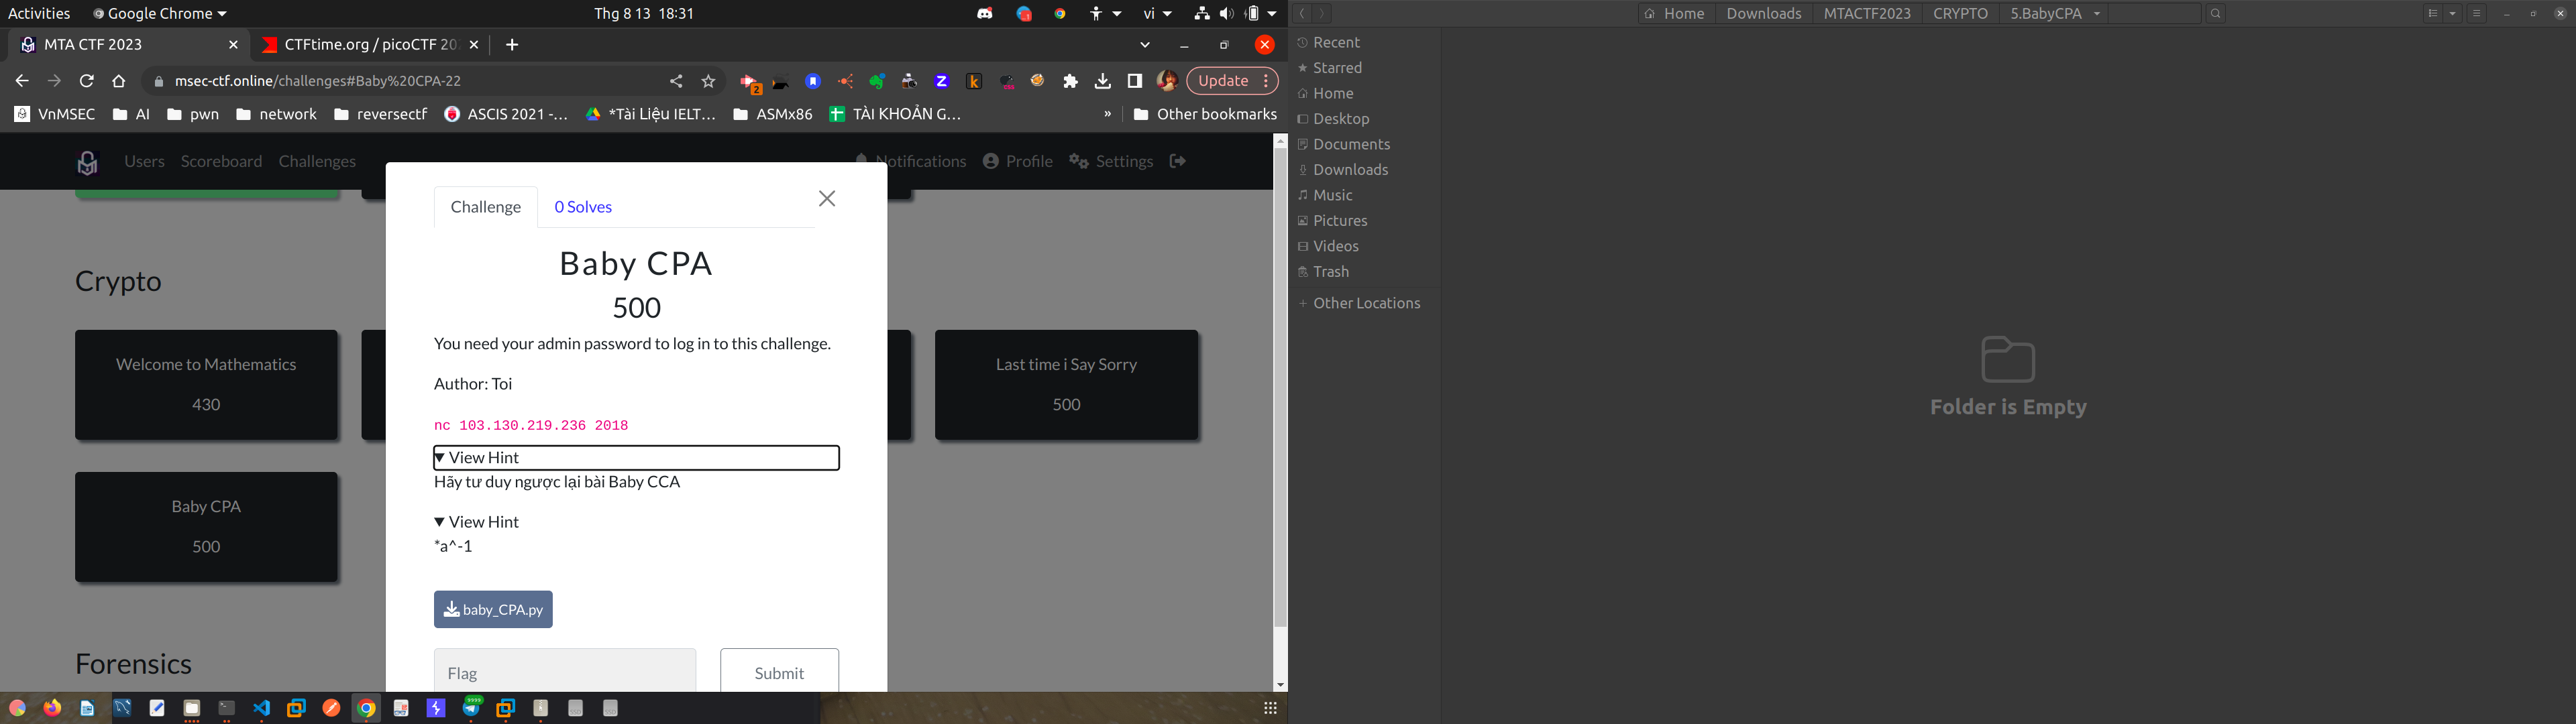 Activities
Google Chrome
Thg 8 13 18:31
vi
MTA CTF 2023
CTFtime.org / picoCTF 20
msec-ctf.online/challenges#Baby%20CPA-22
2
Update
VnMSEC
AI
pwn
network
reversectf
ASCIS 2021 -...
*Tài Liệu IELT...
ASMx86
TÀI KHOẢN G...
»
Other bookmarks
Users
Scoreboard
Challenges
Notifications
Profile
Settings
Challenge
0 Solves
Baby CPA
500
You need your admin password to log in to this challenge.
Author: Toi
nc 103.130.219.236 2018
View Hint
Hãy tư duy ngược lại bài Baby CCA
View Hint
*a^-1
baby_CPA.py
Flag
Submit
Crypto
Welcome to Mathematics
430
Last time i Say Sorry
500
Baby CPA
500
Forensics
Home
Downloads
MTACTF2023
CRYPTO
5.BabyCPA
Recent
Starred
Home
Desktop
Documents
Downloads
Music
Pictures
Videos
Trash
Other Locations
Folder is Empty